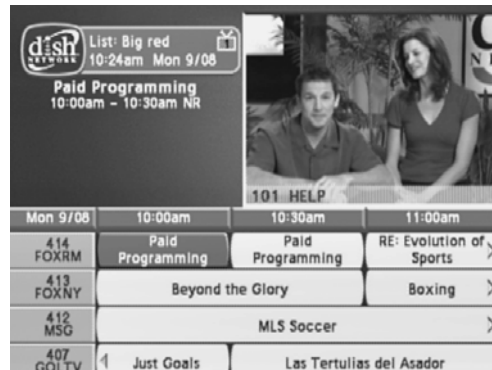 dish
NETWORK
List: Big red
1
10:24am Mon 9/08
Paid Programming
10:00am - 10:30am NR
101 HELP
Mon 9/08 10:00am 10:30am 11:00am
414 FOXRM Paid Programming Paid Programming RE: Evolution of Sports
413 FOXNY Beyond the Glory Boxing
412 MSG MLS Soccer
407 GOLTV Just Goals Las Tertulias del Asador